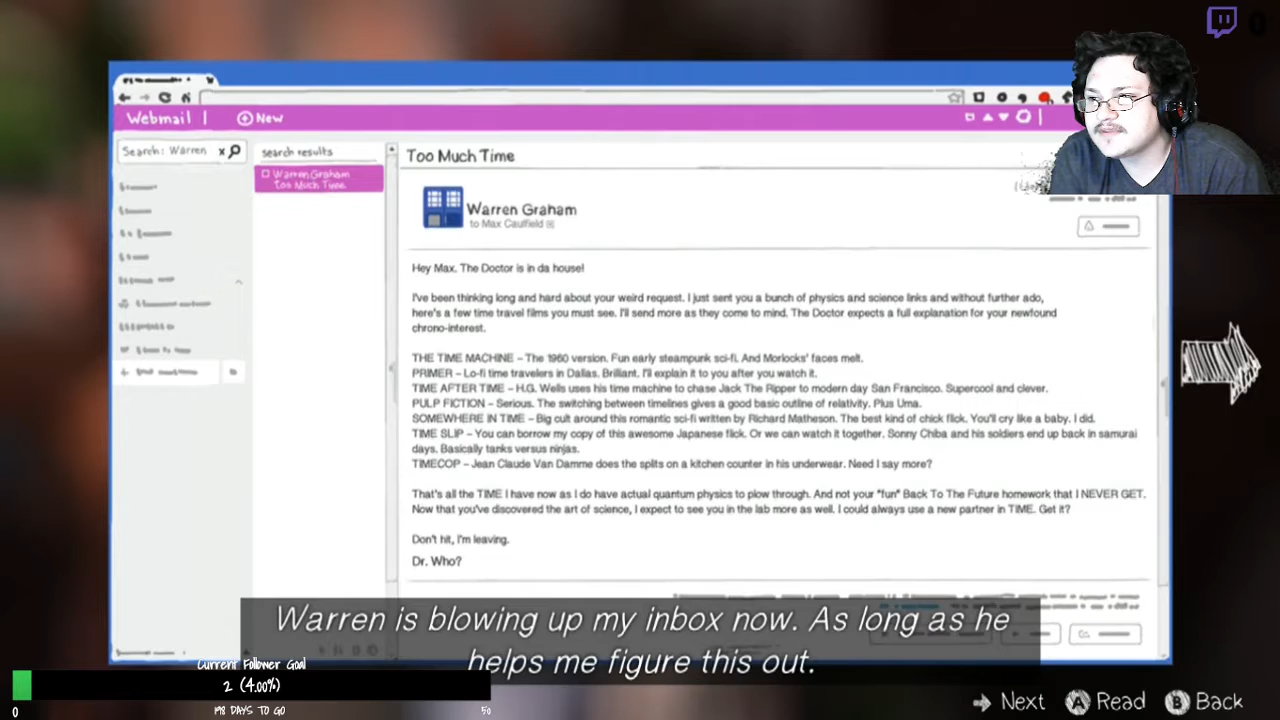 Webmail |
New
Search: Warren x
search results
Too Much Time
Warren Graham
Too Much Time
Warren Graham
to Max Caulfield
Hey Max. The Doctor is in da house!
I've been thinking long and hard about your weird request. I just sent you a bunch of physics and science links and without further ado,
here's a few time travel films you must see. I'll send more as they come to mind. The Doctor expects a full explanation for your newfound
chrono-interest.
THE TIME MACHINE – The 1960 version. Fun early steampunk sci-fi. And Morlocks' faces melt.
PRIMER – Lo-fi time travelers in Dallas. Brilliant. I'll explain it to you after you watch it.
TIME AFTER TIME – H.G. Wells uses his time machine to chase Jack The Ripper to modern day San Francisco. Supercool and clever.
PULP FICTION – Serious. The switching between timelines gives a good basic outline of relativity. Plus Uma.
SOMEWHERE IN TIME – Big cult around this romantic sci-fi written by Richard Matheson. The best kind of chick flick. You'll cry like a baby. I did.
TIME SLIP – You can borrow my copy of this awesome Japanese flick. Or we can watch it together. Sonny Chiba and his soldiers end up back in samurai
days. Basically tanks versus ninjas.
TIMECOP – Jean Claude Van Damme does the splits on a kitchen counter in his underwear. Need I say more?
That's all the TIME I have now as I do have actual quantum physics to plow through. And not your "fun" Back To The Future homework that I NEVER GET.
Now that you've discovered the art of science, I expect to see you in the lab more as well. I could always use a new partner in TIME. Get it?
Don't hit, I'm leaving.
Dr. Who?
Warren is blowing up my inbox now. As long as he
helps me figure this out.
Current Follower Goal
2 (4.00%)
0
198 DAYS TO GO
50
Next
A Read
B Back
0